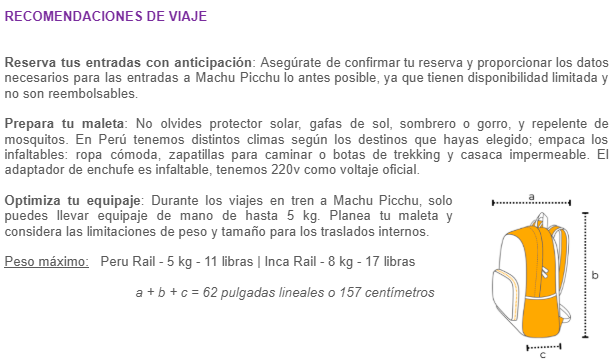 RECOMENDACIONES DE VIAJE
Reserva tus entradas con anticipación: Asegúrate de confirmar tu reserva y proporcionar los datos
necesarios para las entradas a Machu Picchu lo antes posible, ya que tienen disponibilidad limitada y
no son reembolsables.
Prepara tu maleta: No olvides protector solar, gafas de sol, sombrero o gorro, y repelente de
mosquitos. En Perú tenemos distintos climas según los destinos que hayas elegido; empaca los
infaltables: ropa cómoda, zapatillas para caminar o botas de trekking y casaca impermeable. El
adaptador de enchufe es infaltable, tenemos 220v como voltaje oficial.
Optimiza tu equipaje: Durante los viajes en tren a Machu Picchu, solo
puedes llevar equipaje de mano de hasta 5 kg. Planea tu maleta y
considera las limitaciones de peso y tamaño para los traslados internos.
Peso máximo: Peru Rail - 5 kg - 11 libras | Inca Rail - 8 kg - 17 libras
a + b + c = 62 pulgadas lineales o 157 centímetros
a
b
c